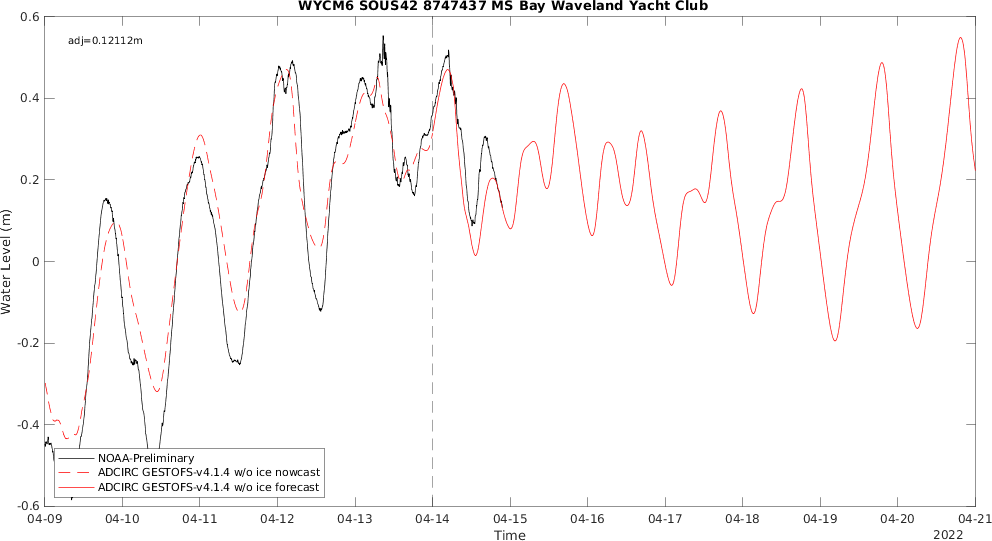 WYCM6 SOUS42 8747437 MS Bay Waveland Yacht Club
adj=0.12112m
Water Level (m)
0.6
0.4
0.2
0
-0.2
-0.4
-0.6
NOAA-Preliminary
ADCIRC GESTOFS-v4.1.4 w/o ice nowcast
ADCIRC GESTOFS-v4.1.4 w/o ice forecast
04-09 04-10 04-11 04-12 04-13 04-14 04-15 04-16 04-17 04-18 04-19 04-20 04-21
Time
2022